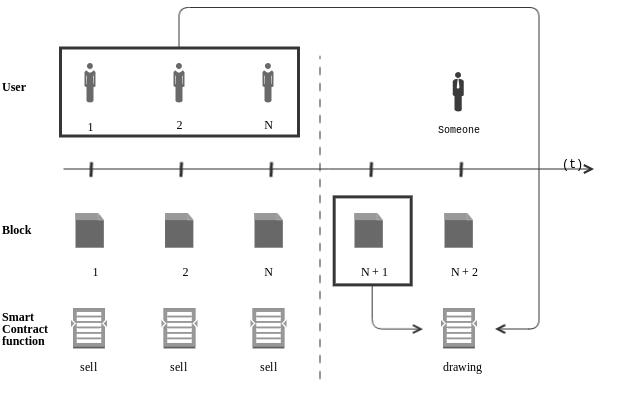 User
1
2
N
Someone
(t)
Block
1
2
N
N + 1
N + 2
Smart
Contract
function
sell
sell
sell
drawing